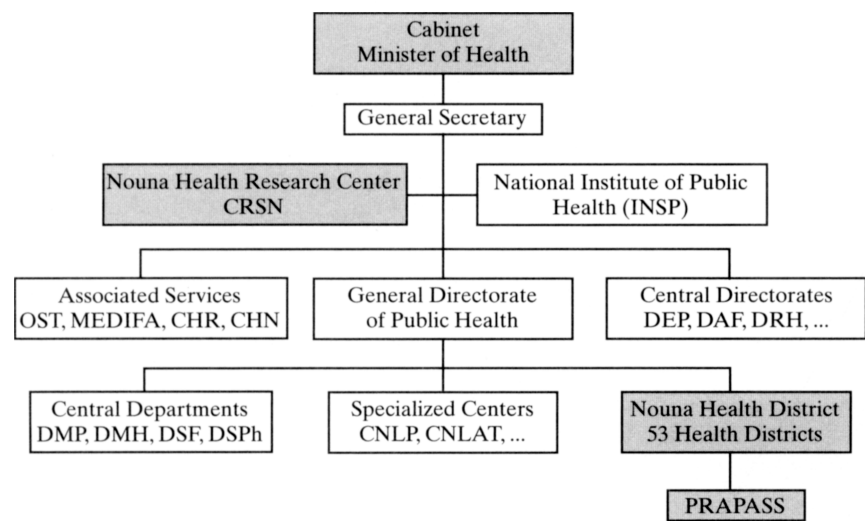 Cabinet
Minister of Health
General Secretary
Nouna Health Research Center
CRSN
National Institute of Public
Health (INSP)
Associated Services
OST, MEDIFA, CHR, CHN
General Directorate
of Public Health
Central Directorates
DEP, DAF, DRH, ...
Central Departments
DMP, DMH, DSF, DSPh
Specialized Centers
CNLP, CNLAT, ...
Nouna Health District
53 Health Districts
PRAPASS